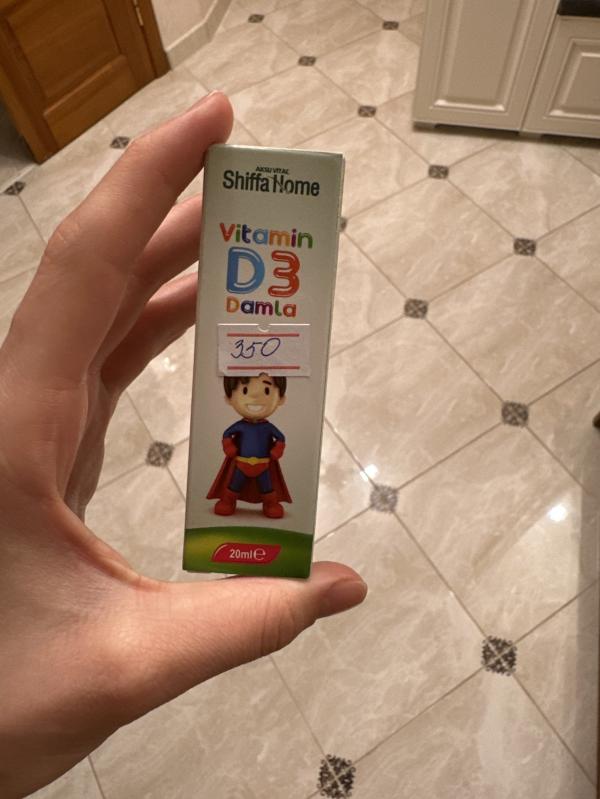 AKSU VITAL
Shiffa Home
Vitamin
D3
Damla
350
20ml e